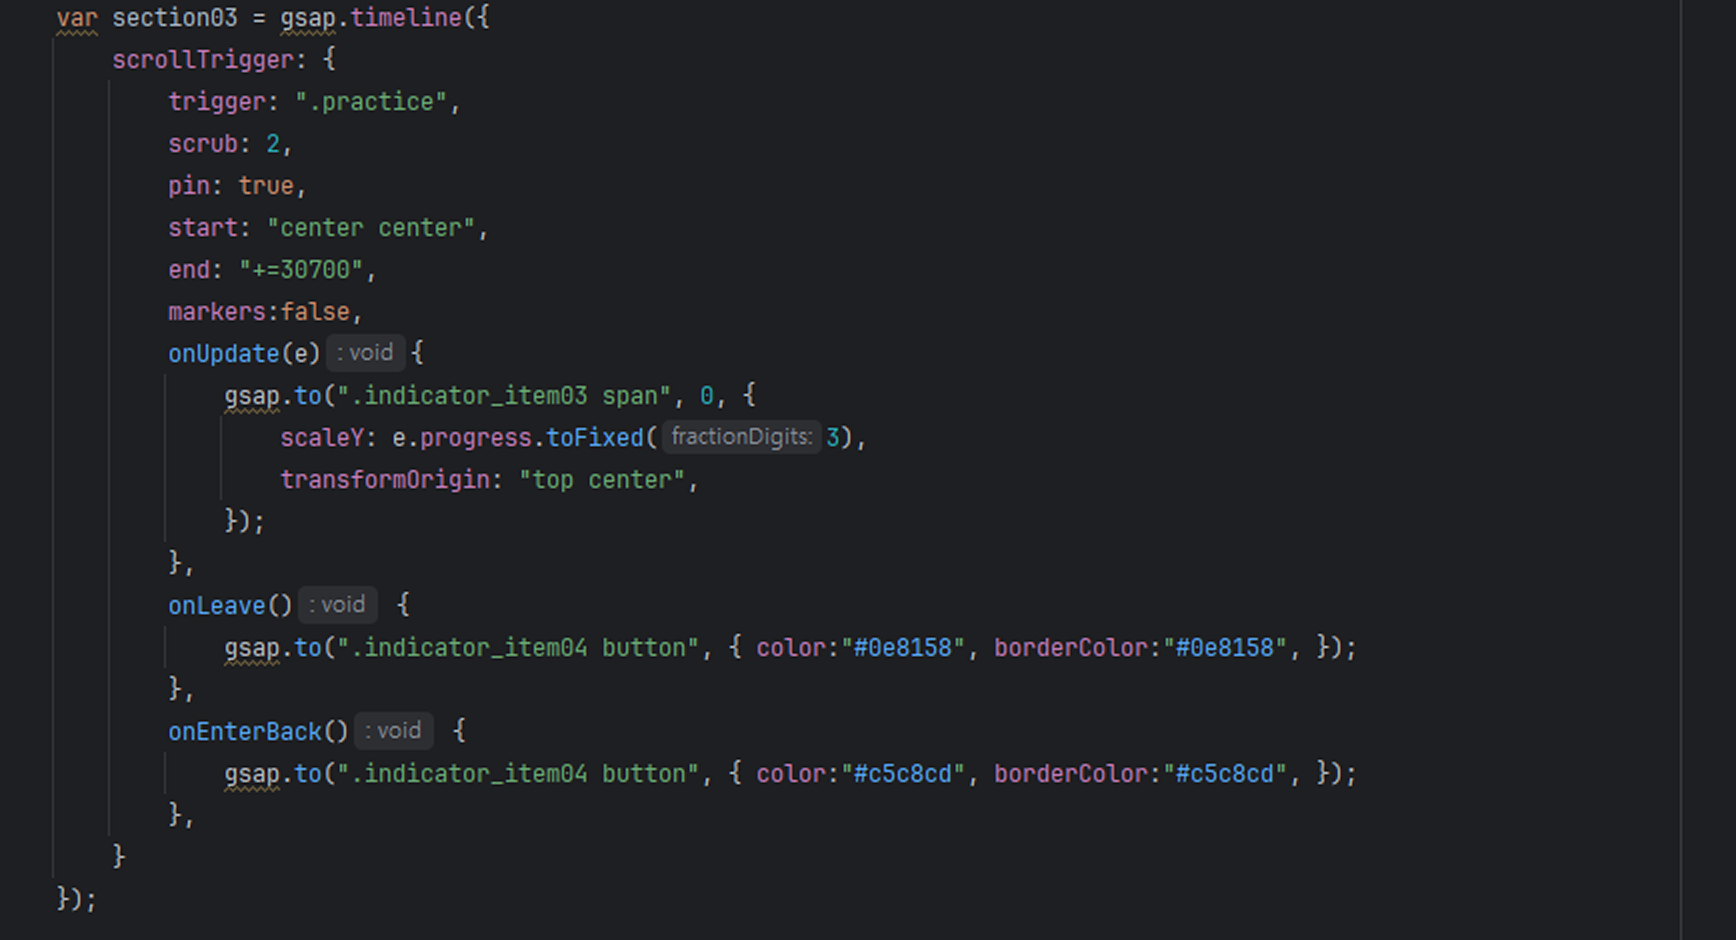 var section03 = gsap.timeline({
    scrollTrigger: {
        trigger: ".practice",
        scrub: 2,
        pin: true,
        start: "center center",
        end: "+=30700",
        markers:false,
        onUpdate(e) : void {
            gsap.to(".indicator_item03 span", 0, {
                scaleY: e.progress.toFixed( fractionDigits: 3),
                transformOrigin: "top center",
            });
        },
        onLeave() : void {
            gsap.to(".indicator_item04 button", { color:"#0e8158", borderColor:"#0e8158", });
        },
        onEnterBack() : void {
            gsap.to(".indicator_item04 button", { color:"#c5c8cd", borderColor:"#c5c8cd", });
        },
    }
});